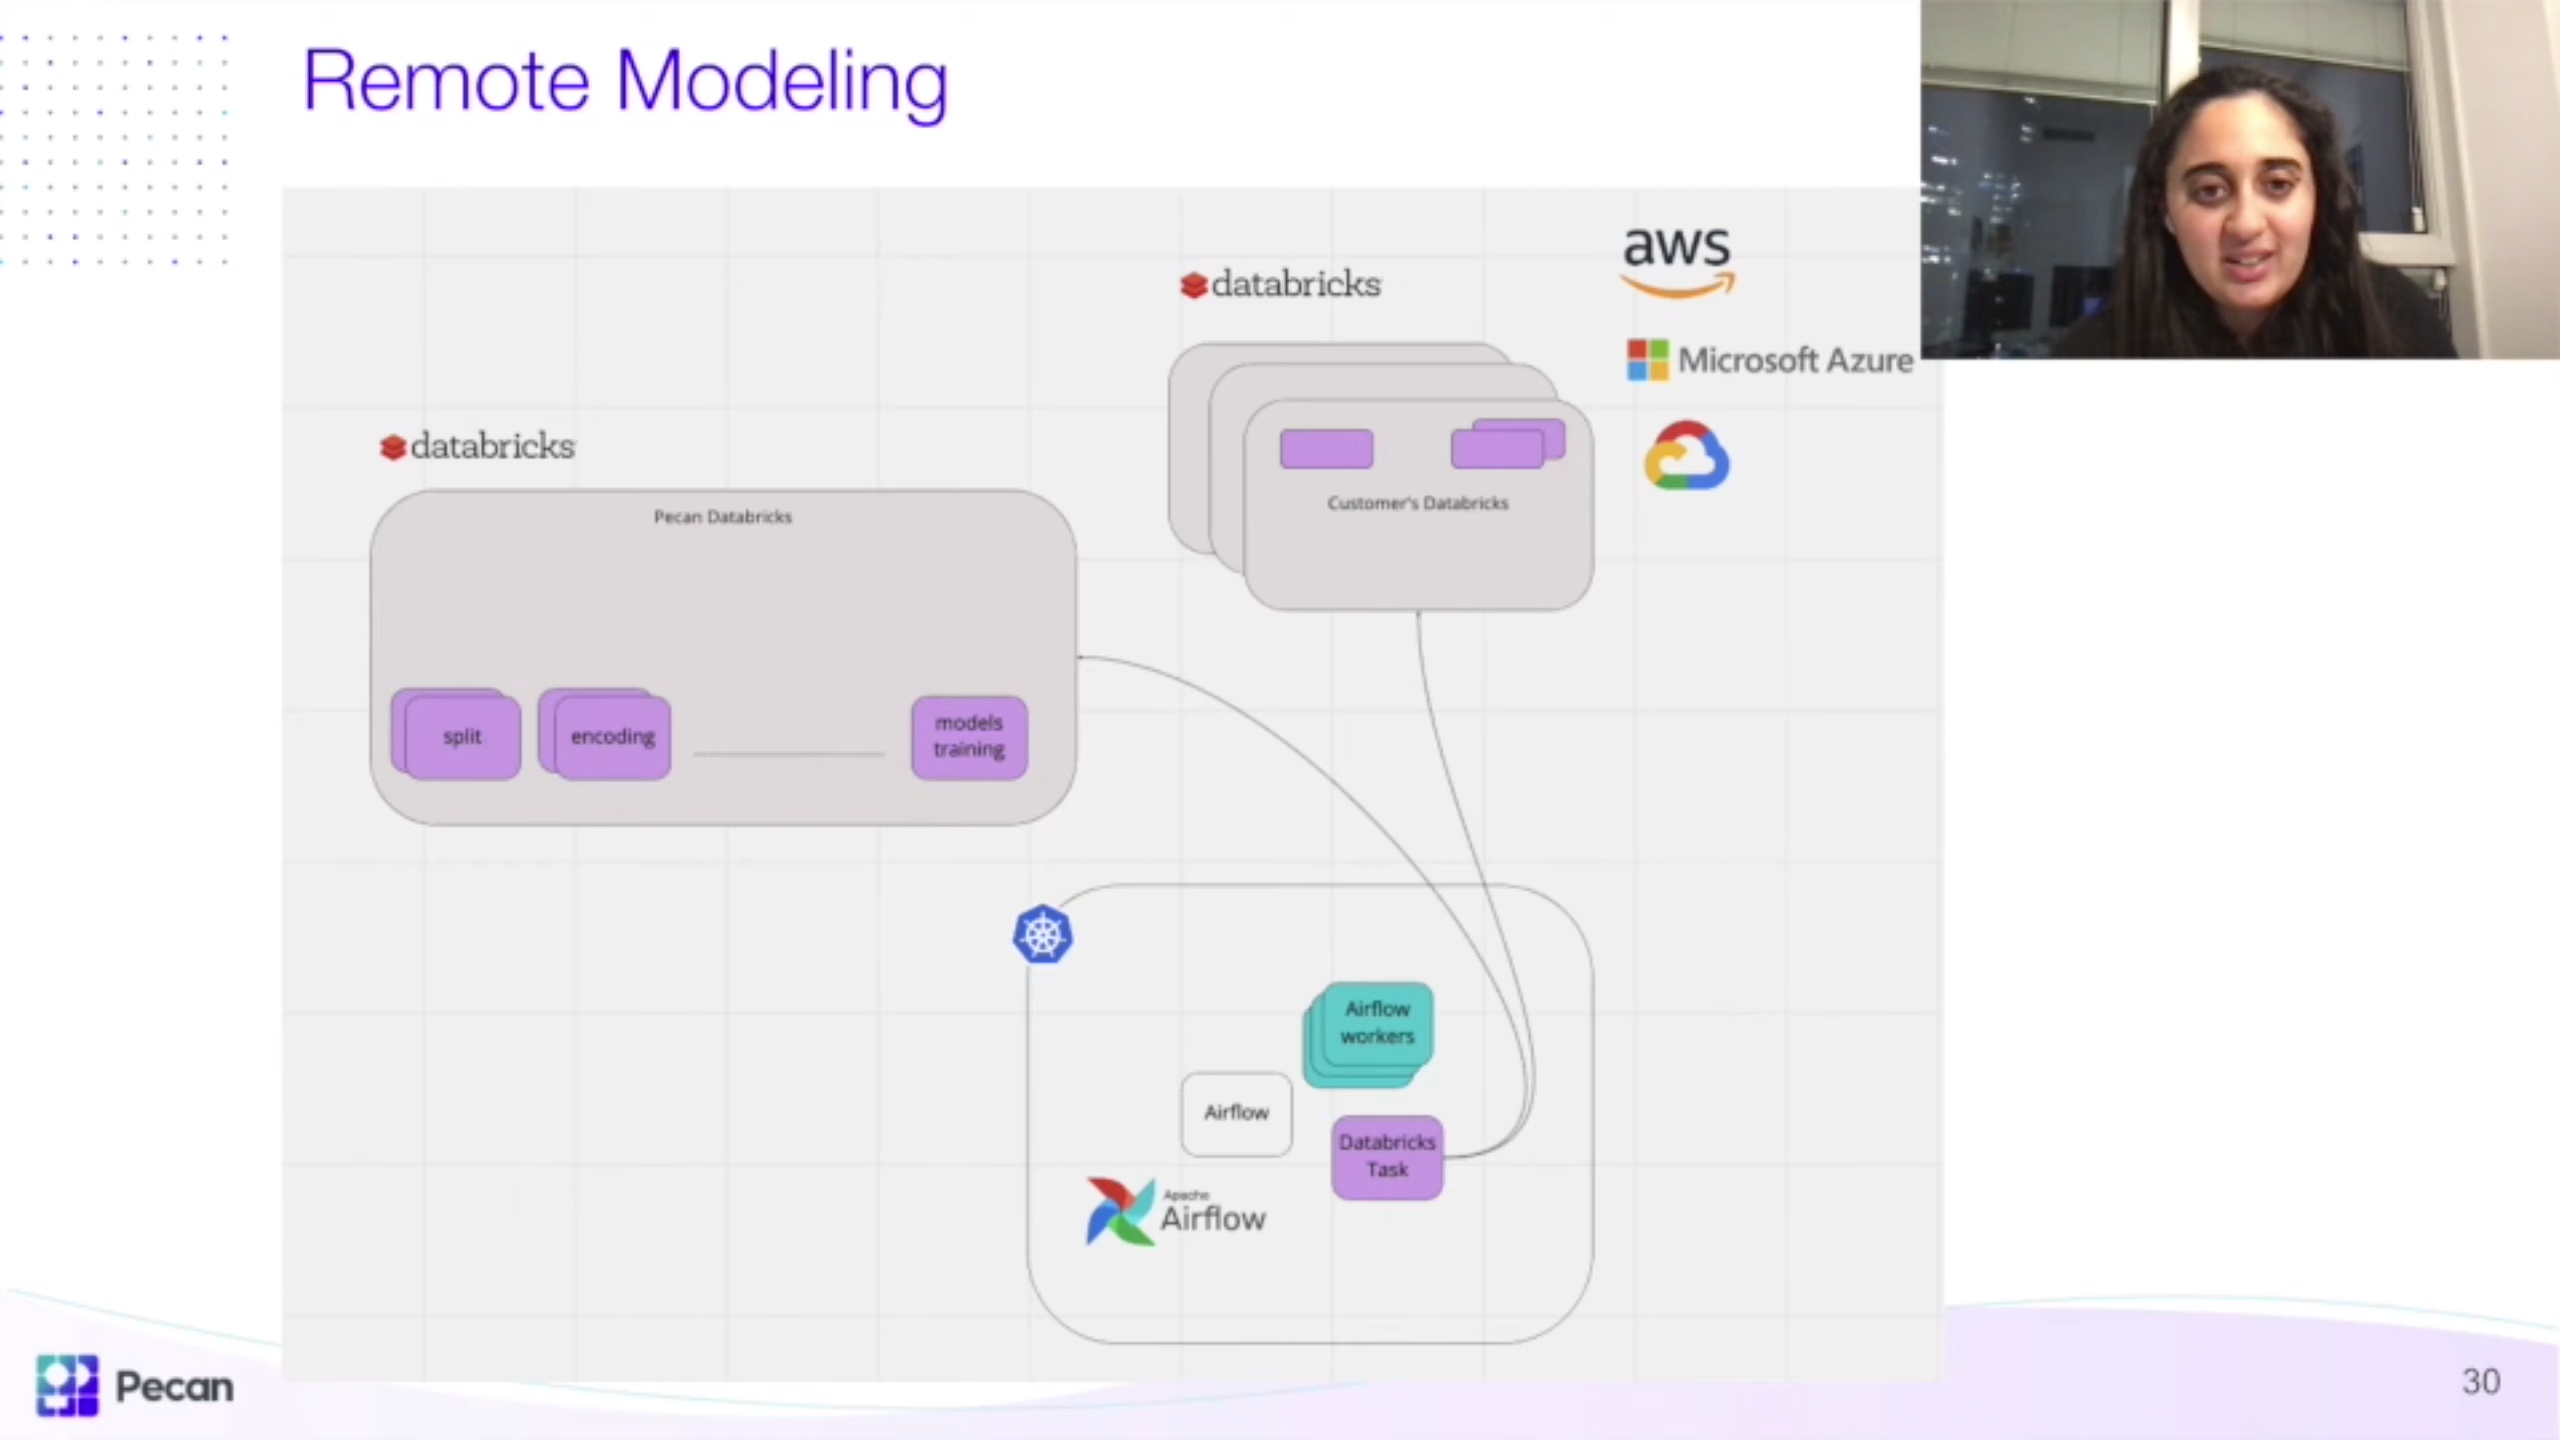 Remote Modeling
aws
databricks
Microsoft Azure
Customer's Databricks
databricks
Pecan Databricks
split
encoding
models
training
Airflow
workers
Airflow
Databricks
Task
Apache
Airflow
Pecan
30